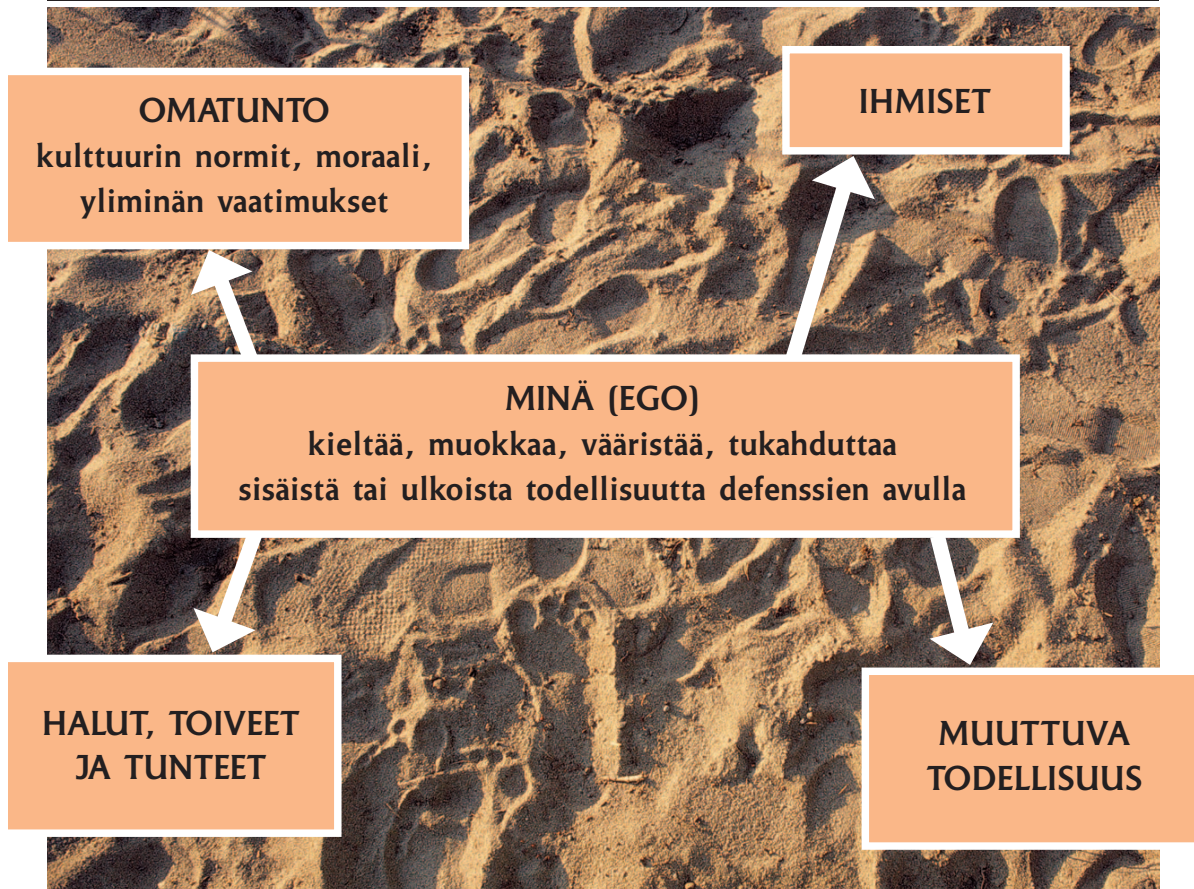 OMATUNTO
kulttuurin normit, moraali,
yliminän vaatimukset
IHMISET
MINÄ (EGO)
kieltää, muokkaa, vääristää, tukahduttaa
sisäistä tai ulkoista todellisuutta defenssien avulla
HALUT, TOIVEET
JA TUNTEET
MUUTTUVA
TODELLISUUS